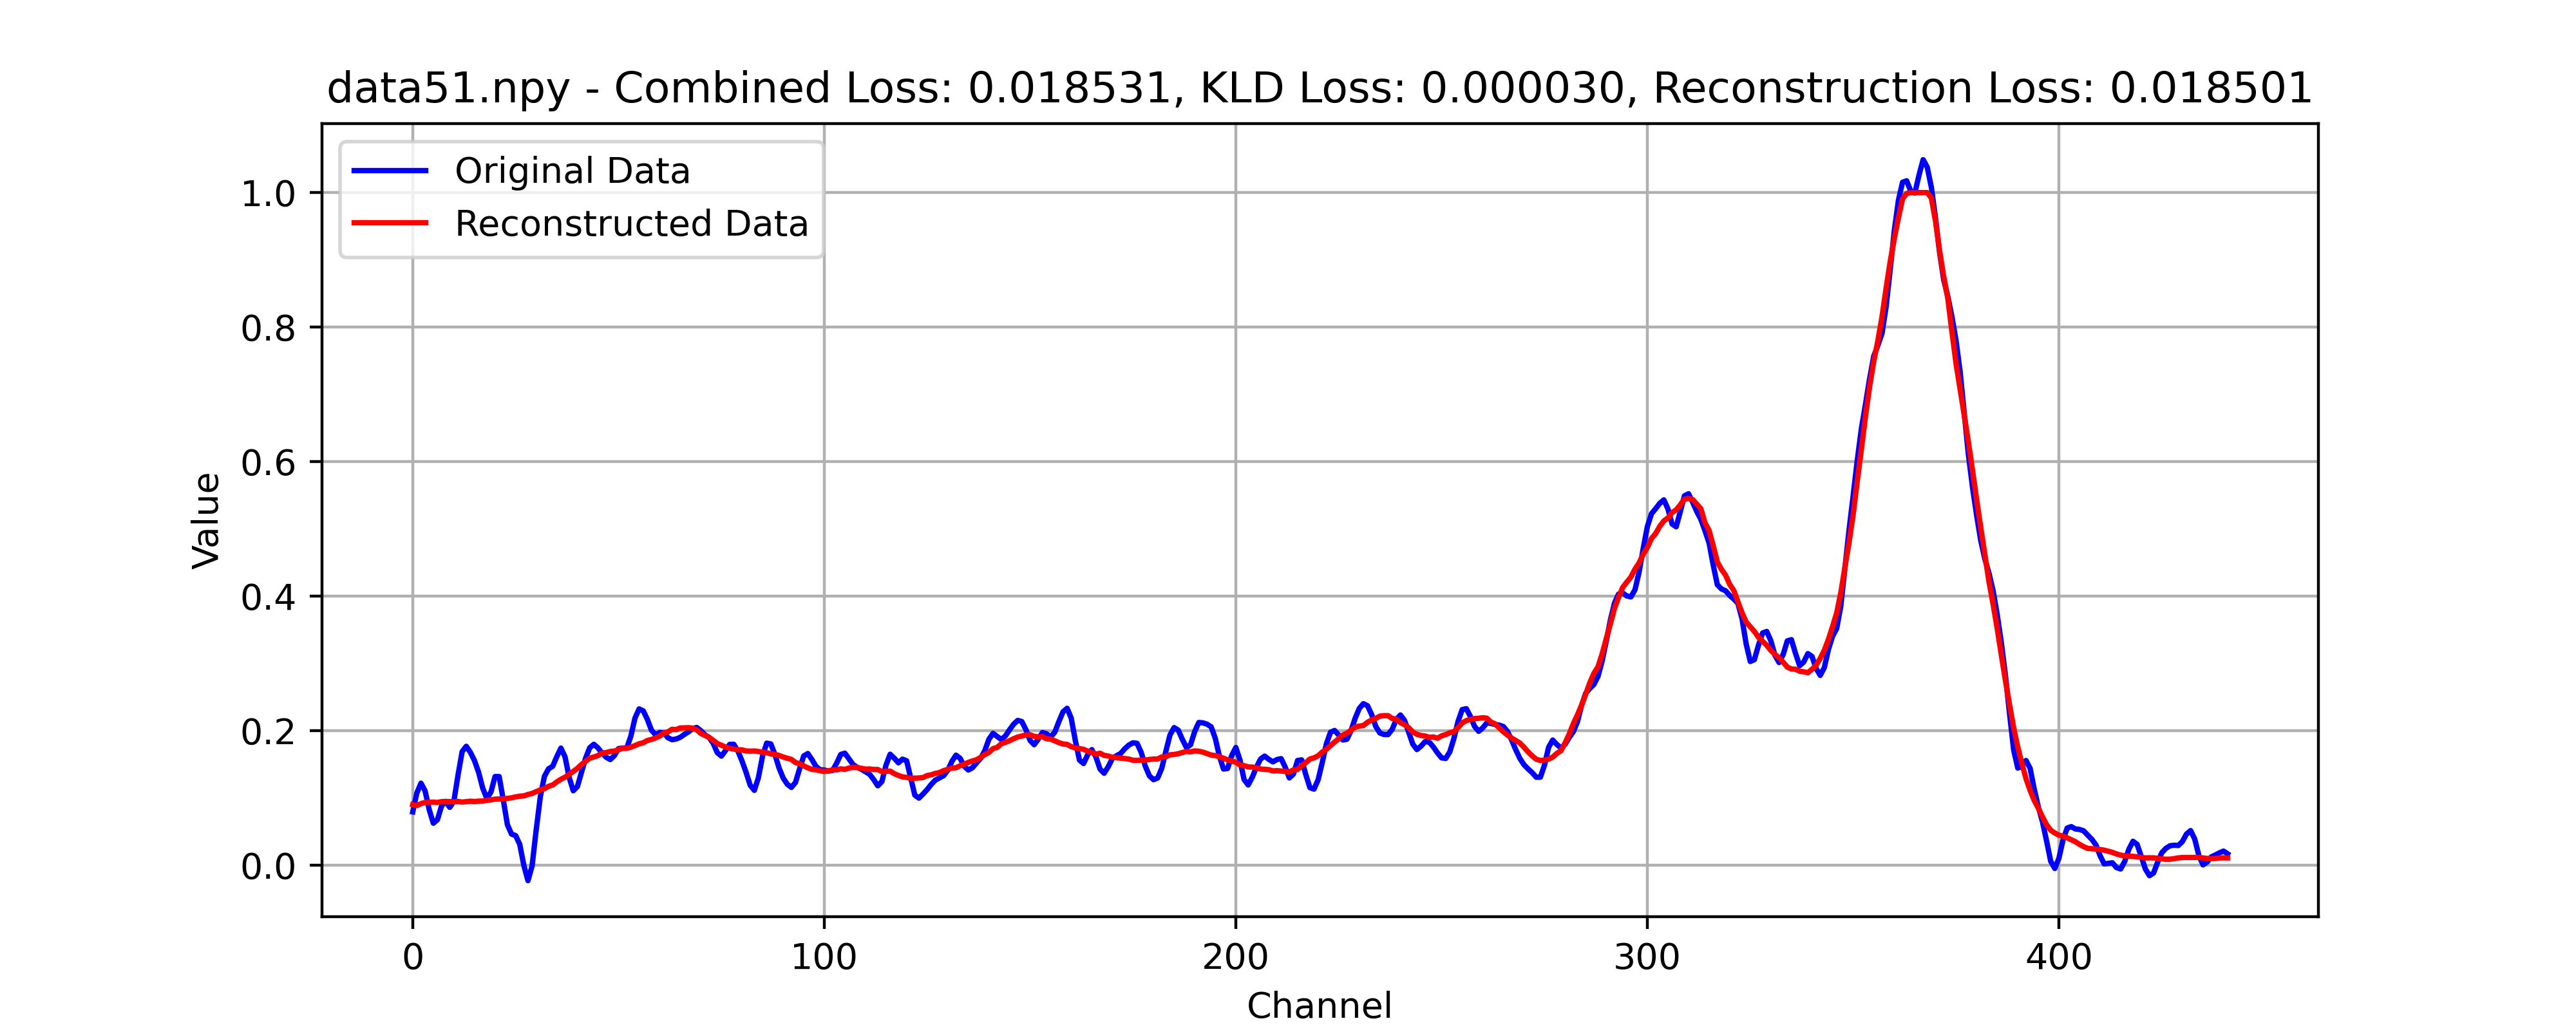 data51.npy - Combined Loss: 0.018531, KLD Loss: 0.000030, Reconstruction Loss: 0.018501
Original Data
Reconstructed Data
1.0
0.8
0.6
0.4
0.2
0.0
Value
0 100 200 300 400
Channel